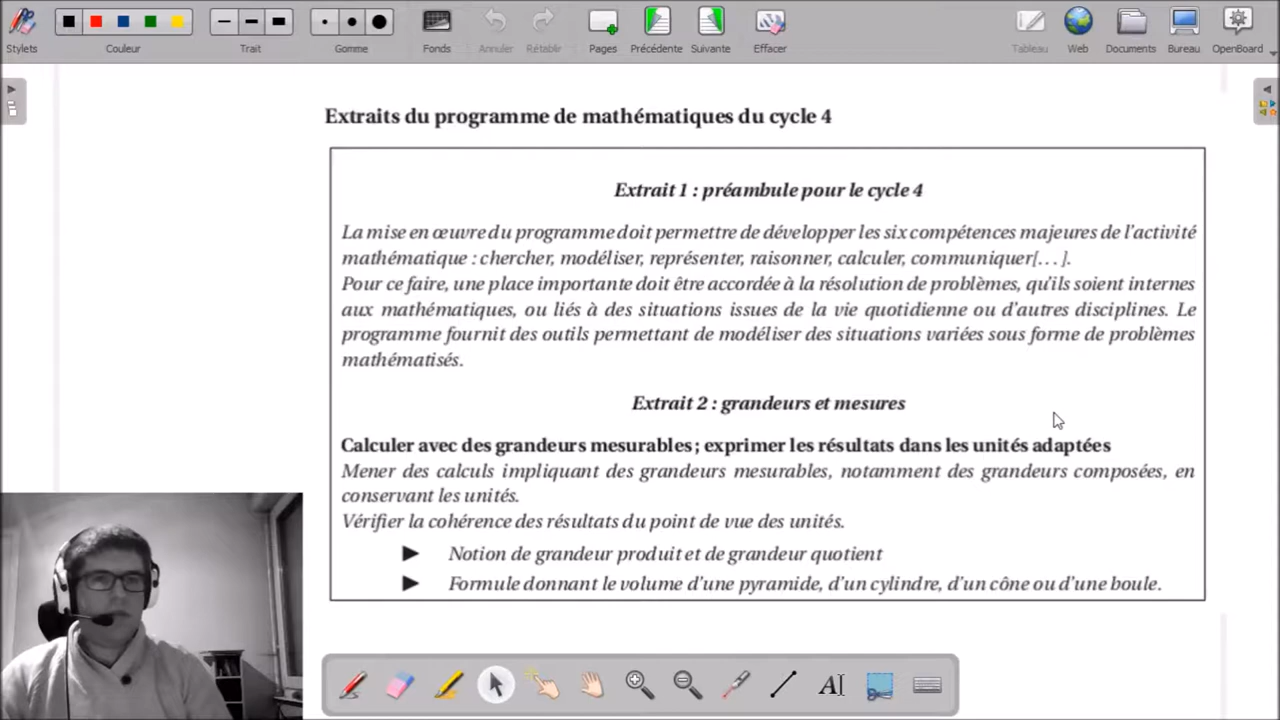 Stylets
Couleur
Trait
Gomme
Fonds
Annuler
Rétablir
Pages
Précédente
Suivante
Effacer
Tableau
Web
Documents
Bureau
OpenBoard
Extraits du programme de mathématiques du cycle 4
Extrait 1 : préambule pour le cycle 4
La mise en œuvre du programme doit permettre de développer les six compétences majeures de l'activité
mathématique : chercher, modéliser, représenter, raisonner, calculer, communiquer[...].
Pour ce faire, une place importante doit être accordée à la résolution de problèmes, qu'ils soient internes
aux mathématiques, ou liés à des situations issues de la vie quotidienne ou d'autres disciplines. Le
programme fournit des outils permettant de modéliser des situations variées sous forme de problèmes
mathématisés.
Extrait 2 : grandeurs et mesures
Calculer avec des grandeurs mesurables ; exprimer les résultats dans les unités adaptées
Mener des calculs impliquant des grandeurs mesurables, notamment des grandeurs composées, en
conservant les unités.
Vérifier la cohérence des résultats du point de vue des unités.
Notion de grandeur produit et de grandeur quotient
Formule donnant le volume d'une pyramide, d'un cylindre, d'un cône ou d'une boule.
AI